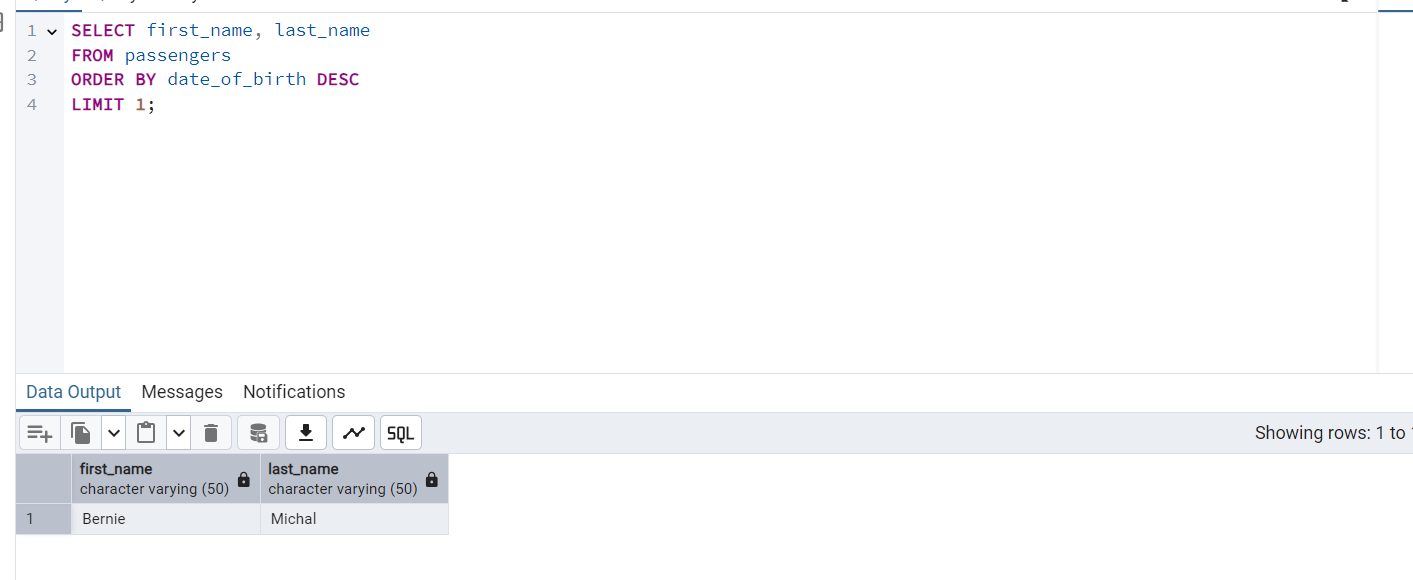 1 SELECT first_name, last_name
2 FROM passengers
3 ORDER BY date_of_birth DESC
4 LIMIT 1;
Data Output Messages Notifications
SQL
Showing rows: 1 to
first_name last_name
character varying (50) character varying (50)
1 Bernie Michal